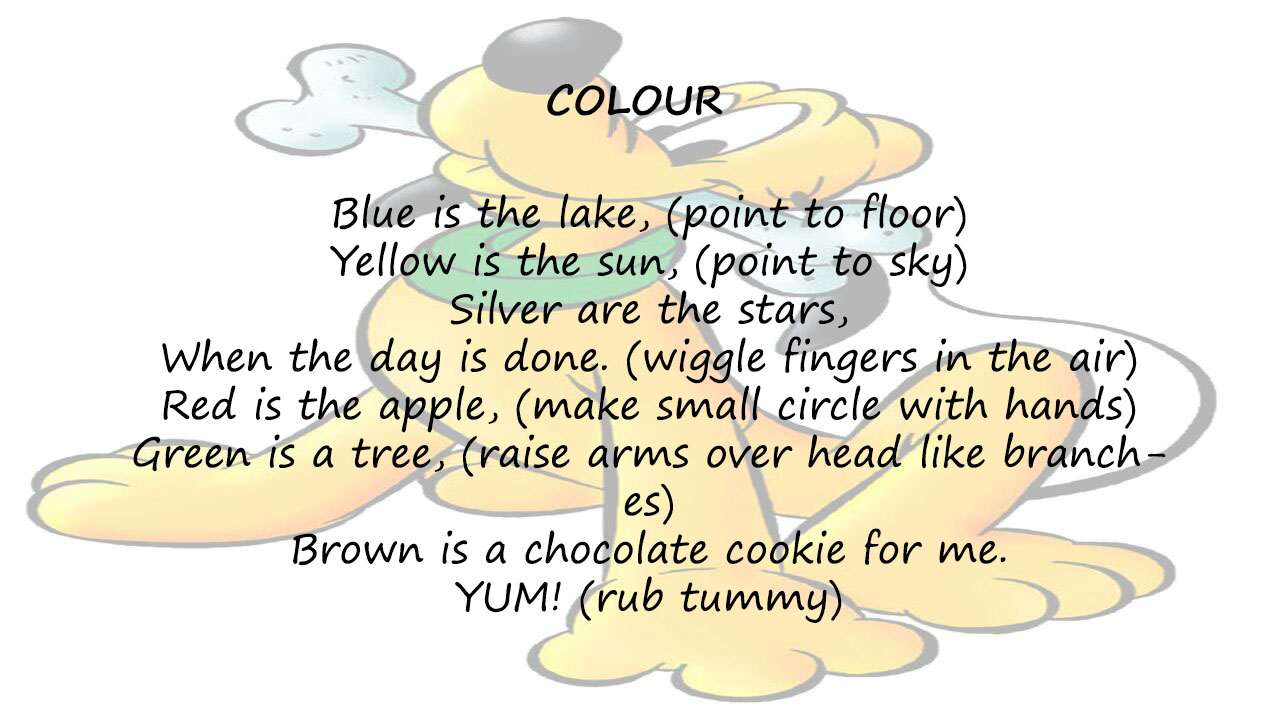 COLOUR
Blue is the lake, (point to floor)
Yellow is the sun, (point to sky)
Silver are the stars,
When the day is done. (wiggle fingers in the air)
Red is the apple, (make small circle with hands)
Green is a tree, (raise arms over head like branch-
es)
Brown is a chocolate cookie for me.
YUM! (rub tummy)